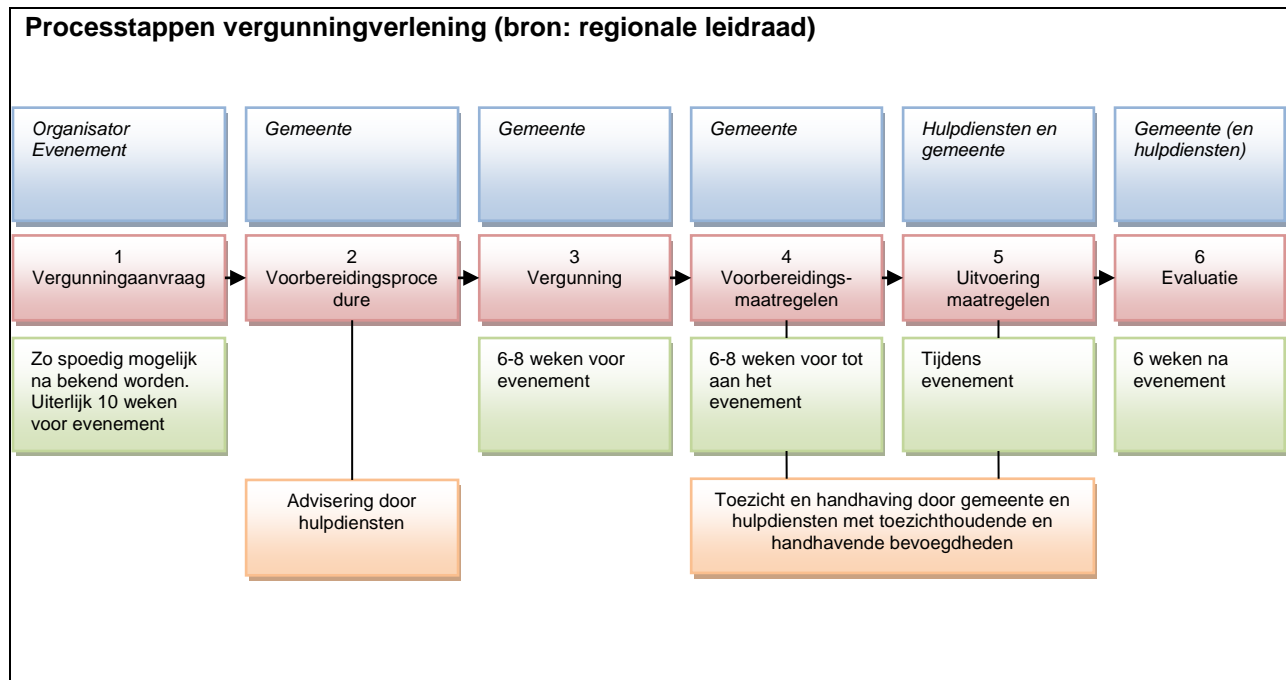 Processtappen vergunningverlening (bron: regionale leidraad)
Organisator
Evenement
Gemeente
Gemeente
Gemeente
Hulpdiensten en
gemeente
Gemeente (en
hulpdiensten)
1
Vergunningaanvraag
2
Voorbereidingsproce
dure
3
Vergunning
4
Voorbereidings-
maatregelen
5
Uitvoering
maatregelen
6
Evaluatie
Zo spoedig mogelijk
na bekend worden.
Uiterlijk 10 weken
voor evenement
6-8 weken voor
evenement
6-8 weken voor tot
aan het
evenement
Tijdens
evenement
6 weken na
evenement
Advisering door
hulpdiensten
Toezicht en handhaving door gemeente en
hulpdiensten met toezichthoudende en
handhavende bevoegdheden